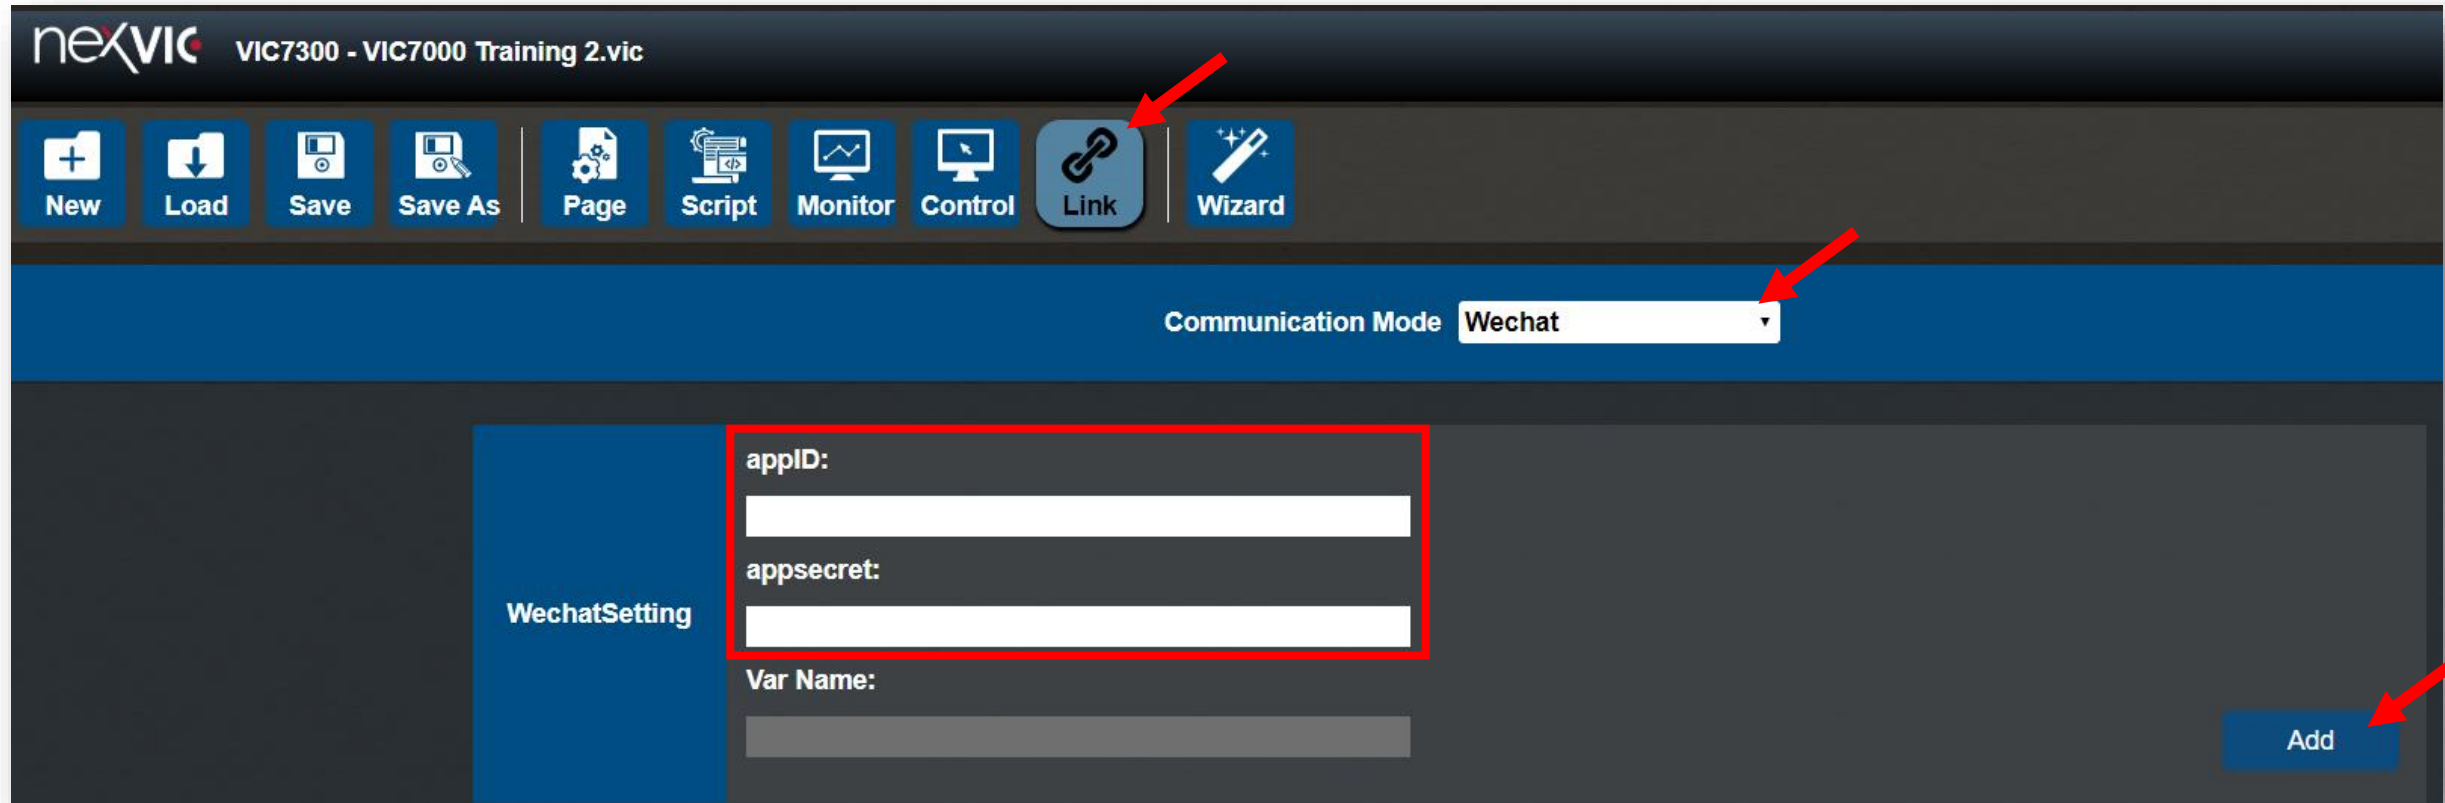 nexVIC VIC7300 - VIC7000 Training 2.vic
New Load Save Save As Page Script Monitor Control Link Wizard
Communication Mode Wechat
appID:
appsecret:
WechatSetting
Var Name:
Add